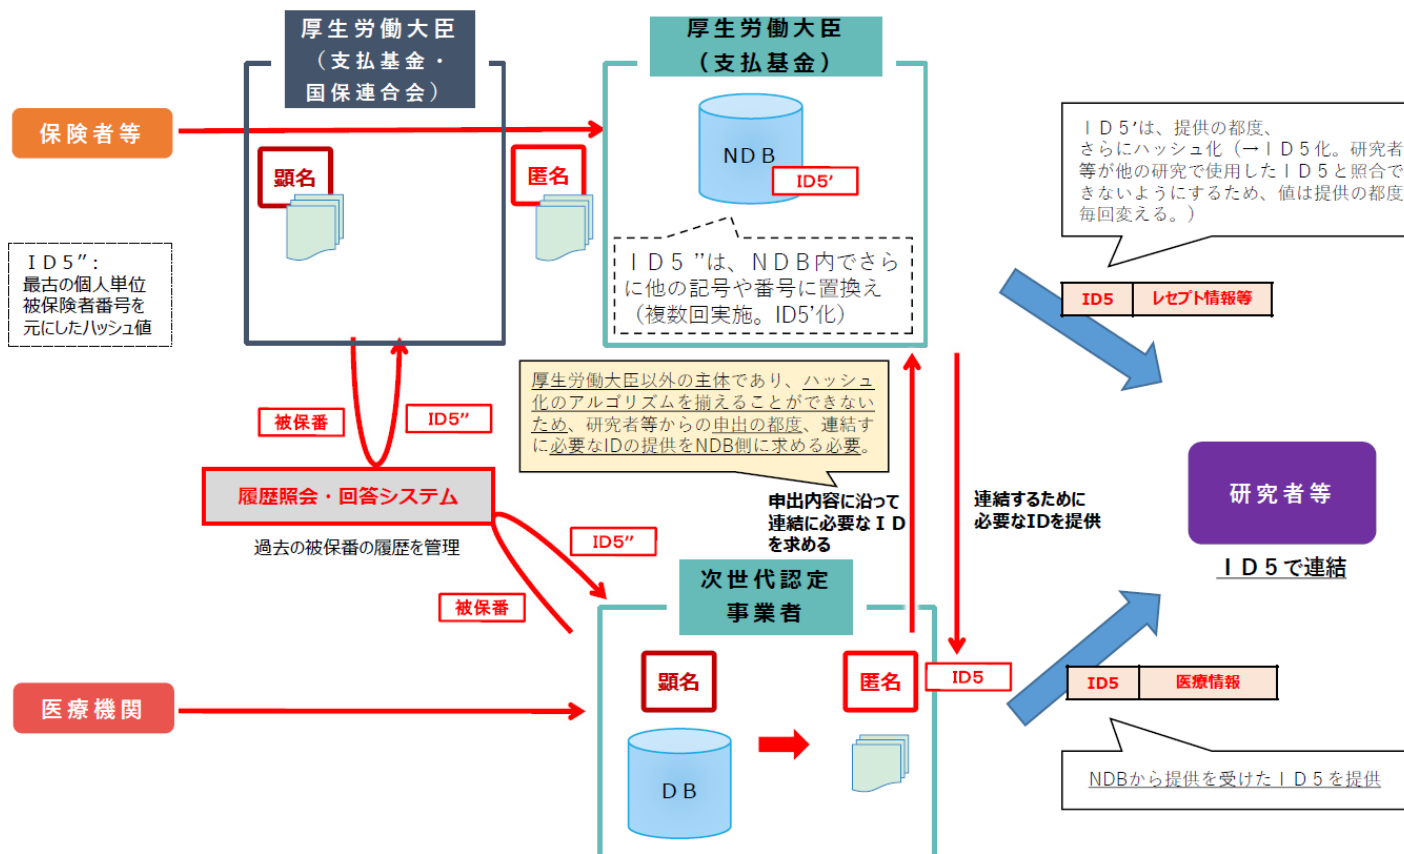 厚生労働大臣
（支払基金・
国保連合会）
厚生労働大臣
（支払基金）
保険者等
顕名
匿名
NDB
ID5'
ＩＤ5'は、提供の都度、
さらにハッシュ化（→ＩＤ5化。研究者
等が他の研究で使用したＩＤ5と照合で
きないようにするため、値は提供の都度
毎回変える。）
ＩＤ5”：
最古の個人単位
被保険者番号を
元にしたハッシュ値
ＩＤ５ ”は、ＮＤＢ内でさら
に他の記号や番号に置換え
（複数回実施。ID5’化）
ID5
レセプト情報等
厚生労働大臣以外の主体であり、ハッシュ
化のアルゴリズムを揃えることができない
ため、研究者等からの申出の都度、連結す
に必要なIDの提供をNDB側に求める必要。
被保番
ID5”
履歴照会・回答システム
過去の被保番の履歴を管理
申出内容に沿って
連結に必要なＩＤ
を求める
連結するために
必要なIDを提供
研究者等
ＩＤ５で連結
ID5”
被保番
次世代認定
事業者
医療機関
顕名
匿名
ID5
ID5
医療情報
ＤＢ
NDBから提供を受けたＩＤ５を提供